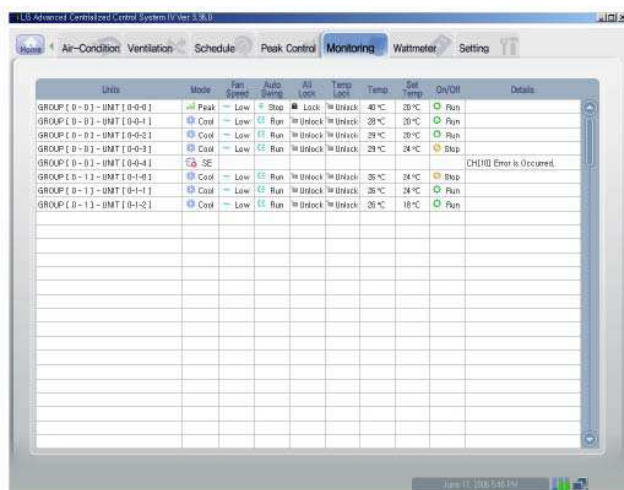 LG Advanced Centralized Control System IV Ver 3.36.0
Home Air-Condition Ventilation Schedule Peak Control Monitoring Wattmeter Setting
Units Mode Fan Speed Auto Swing All Lock Temp Lock Temp Set Temp On/Off Details
GROUP [ 0 - 0 ] - UNIT [ 0-0-0 ] Peak Low Stop Lock Unlock 40 ℃ 20 ℃ Run
GROUP [ 0 - 0 ] - UNIT [ 0-0-1 ] Cool Low Run Unlock Unlock 28 ℃ 20 ℃ Run
GROUP [ 0 - 0 ] - UNIT [ 0-0-2 ] Cool Low Run Unlock Unlock 29 ℃ 20 ℃ Run
GROUP [ 0 - 0 ] - UNIT [ 0-0-3 ] Cool Low Run Unlock Unlock 29 ℃ 24 ℃ Stop
GROUP [ 0 - 0 ] - UNIT [ 0-0-4 ] SE CH[10] Error is Occurred.
GROUP [ 0 - 1 ] - UNIT [ 0-1-0 ] Cool Low Run Unlock Unlock 26 ℃ 24 ℃ Stop
GROUP [ 0 - 1 ] - UNIT [ 0-1-1 ] Cool Low Run Unlock Unlock 26 ℃ 24 ℃ Run
GROUP [ 0 - 1 ] - UNIT [ 0-1-2 ] Cool Low Run Unlock Unlock 26 ℃ 18 ℃ Run
2006 5:46 PM